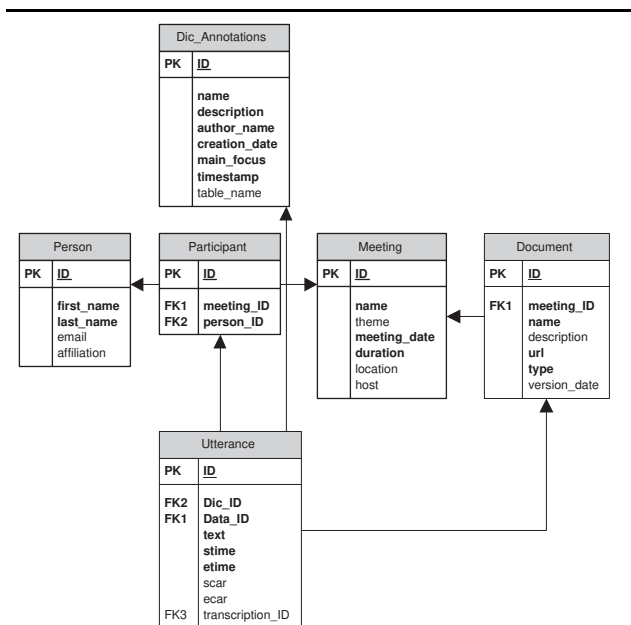 Dic_Annotations
PK ID
name
description
author_name
creation_date
main_focus
timestamp
table_name
Person
PK ID
first_name
last_name
email
affiliation
Participant
PK ID
FK1 meeting_ID
FK2 person_ID
Meeting
PK ID
name
theme
meeting_date
duration
location
host
Document
PK ID
FK1 meeting_ID
name
description
url
type
version_date
Utterance
PK ID
FK2 Dic_ID
FK1 Data_ID
text
stime
etime
scar
ecar
FK3 transcription_ID